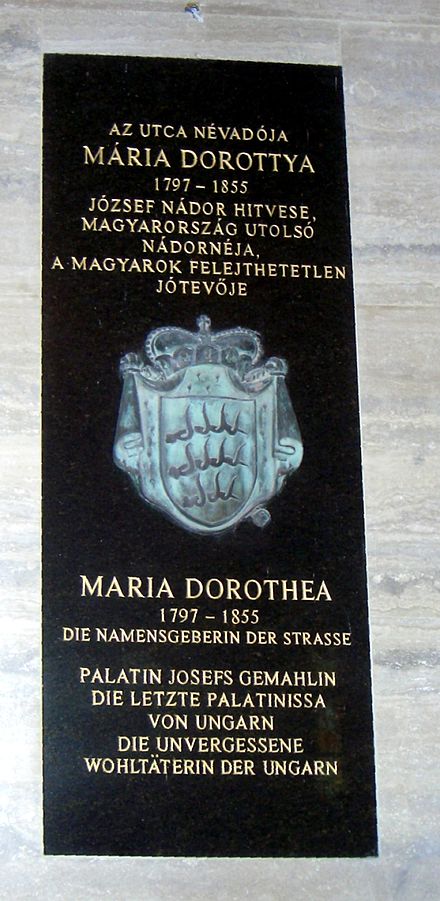 AZ UTCA NÉVADÓJA
MÁRIA DOROTTYA
1797 – 1855
JÓZSEF NÁDOR HITVESE,
MAGYARORSZÁG UTOLSÓ
NÁDORNÉJA,
A MAGYAROK FELEJTHETETLEN
JÓTEVŐJE
MARIA DOROTHEA
1797 – 1855
DIE NAMENSGEBERIN DER STRASSE
PALATIN JOSEFS GEMAHLIN
DIE LETZTE PALATINISSA
VON UNGARN
DIE UNVERGESSENE
WOHLTÄTERIN DER UNGARN